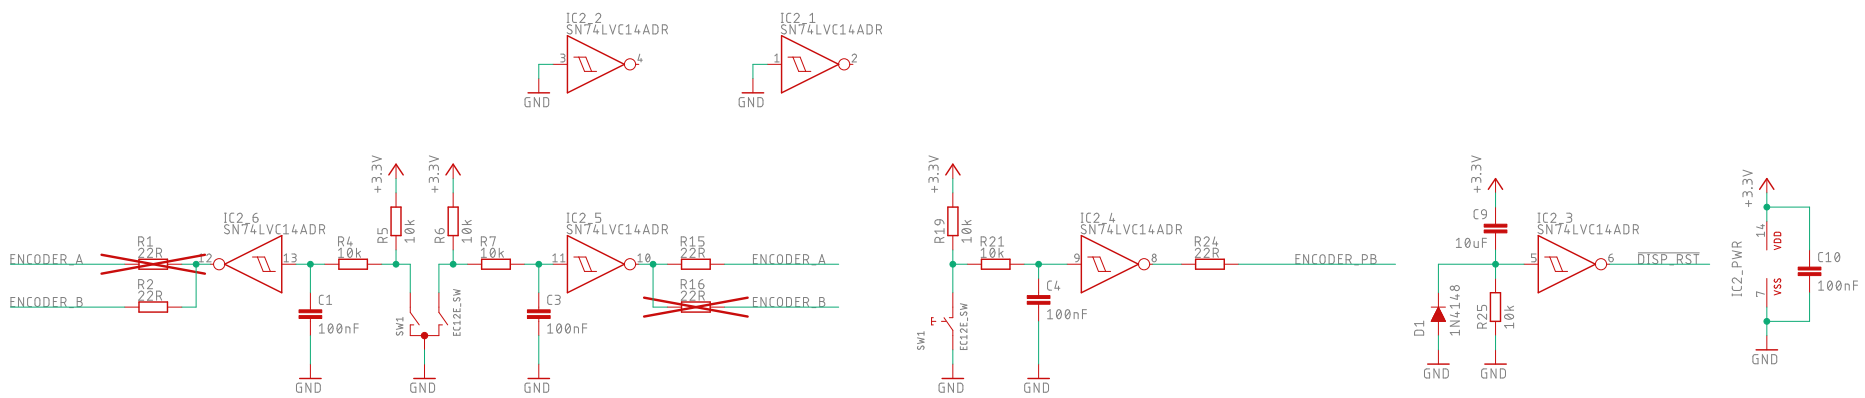 IC2_2
SN74LVC14ADR
3
4
GND
IC2_1
SN74LVC14ADR
1
2
GND
ENCODER_A
R1
22R
12
IC2_6
SN74LVC14ADR
13
R4
10k
+3.3V
R5
10k
+3.3V
R6
10k
R7
10k
11
IC2_5
SN74LVC14ADR
10
R15
22R
ENCODER_A
ENCODER_B
R2
22R
C1
100nF
GND
SW1
EC12E_SW
GND
C3
100nF
GND
R16
22R
ENCODER_B
+3.3V
R19
10k
R21
10k
9
IC2_4
SN74LVC14ADR
8
R24
22R
ENCODER_PB
SW1
EC12E_SW
GND
C4
100nF
GND
+3.3V
C9
10uF
5
IC2_3
SN74LVC14ADR
6
DISP_RST
D1
1N4148
GND
R25
10k
GND
+3.3V
14
VDD
IC2_PWR
7
VSS
C10
100nF
GND